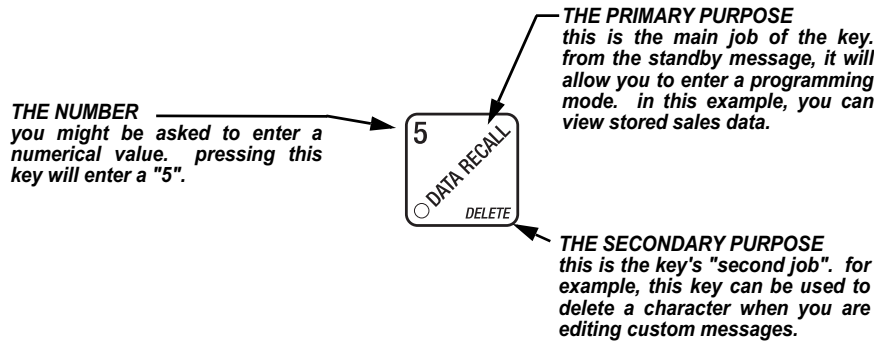 THE PRIMARY PURPOSE
this is the main job of the key.
from the standby message, it will
allow you to enter a programming
mode. in this example, you can
view stored sales data.
THE NUMBER
you might be asked to enter a
numerical value. pressing this
key will enter a "5".
5
DATA RECALL
DELETE
THE SECONDARY PURPOSE
this is the key's "second job". for
example, this key can be used to
delete a character when you are
editing custom messages.